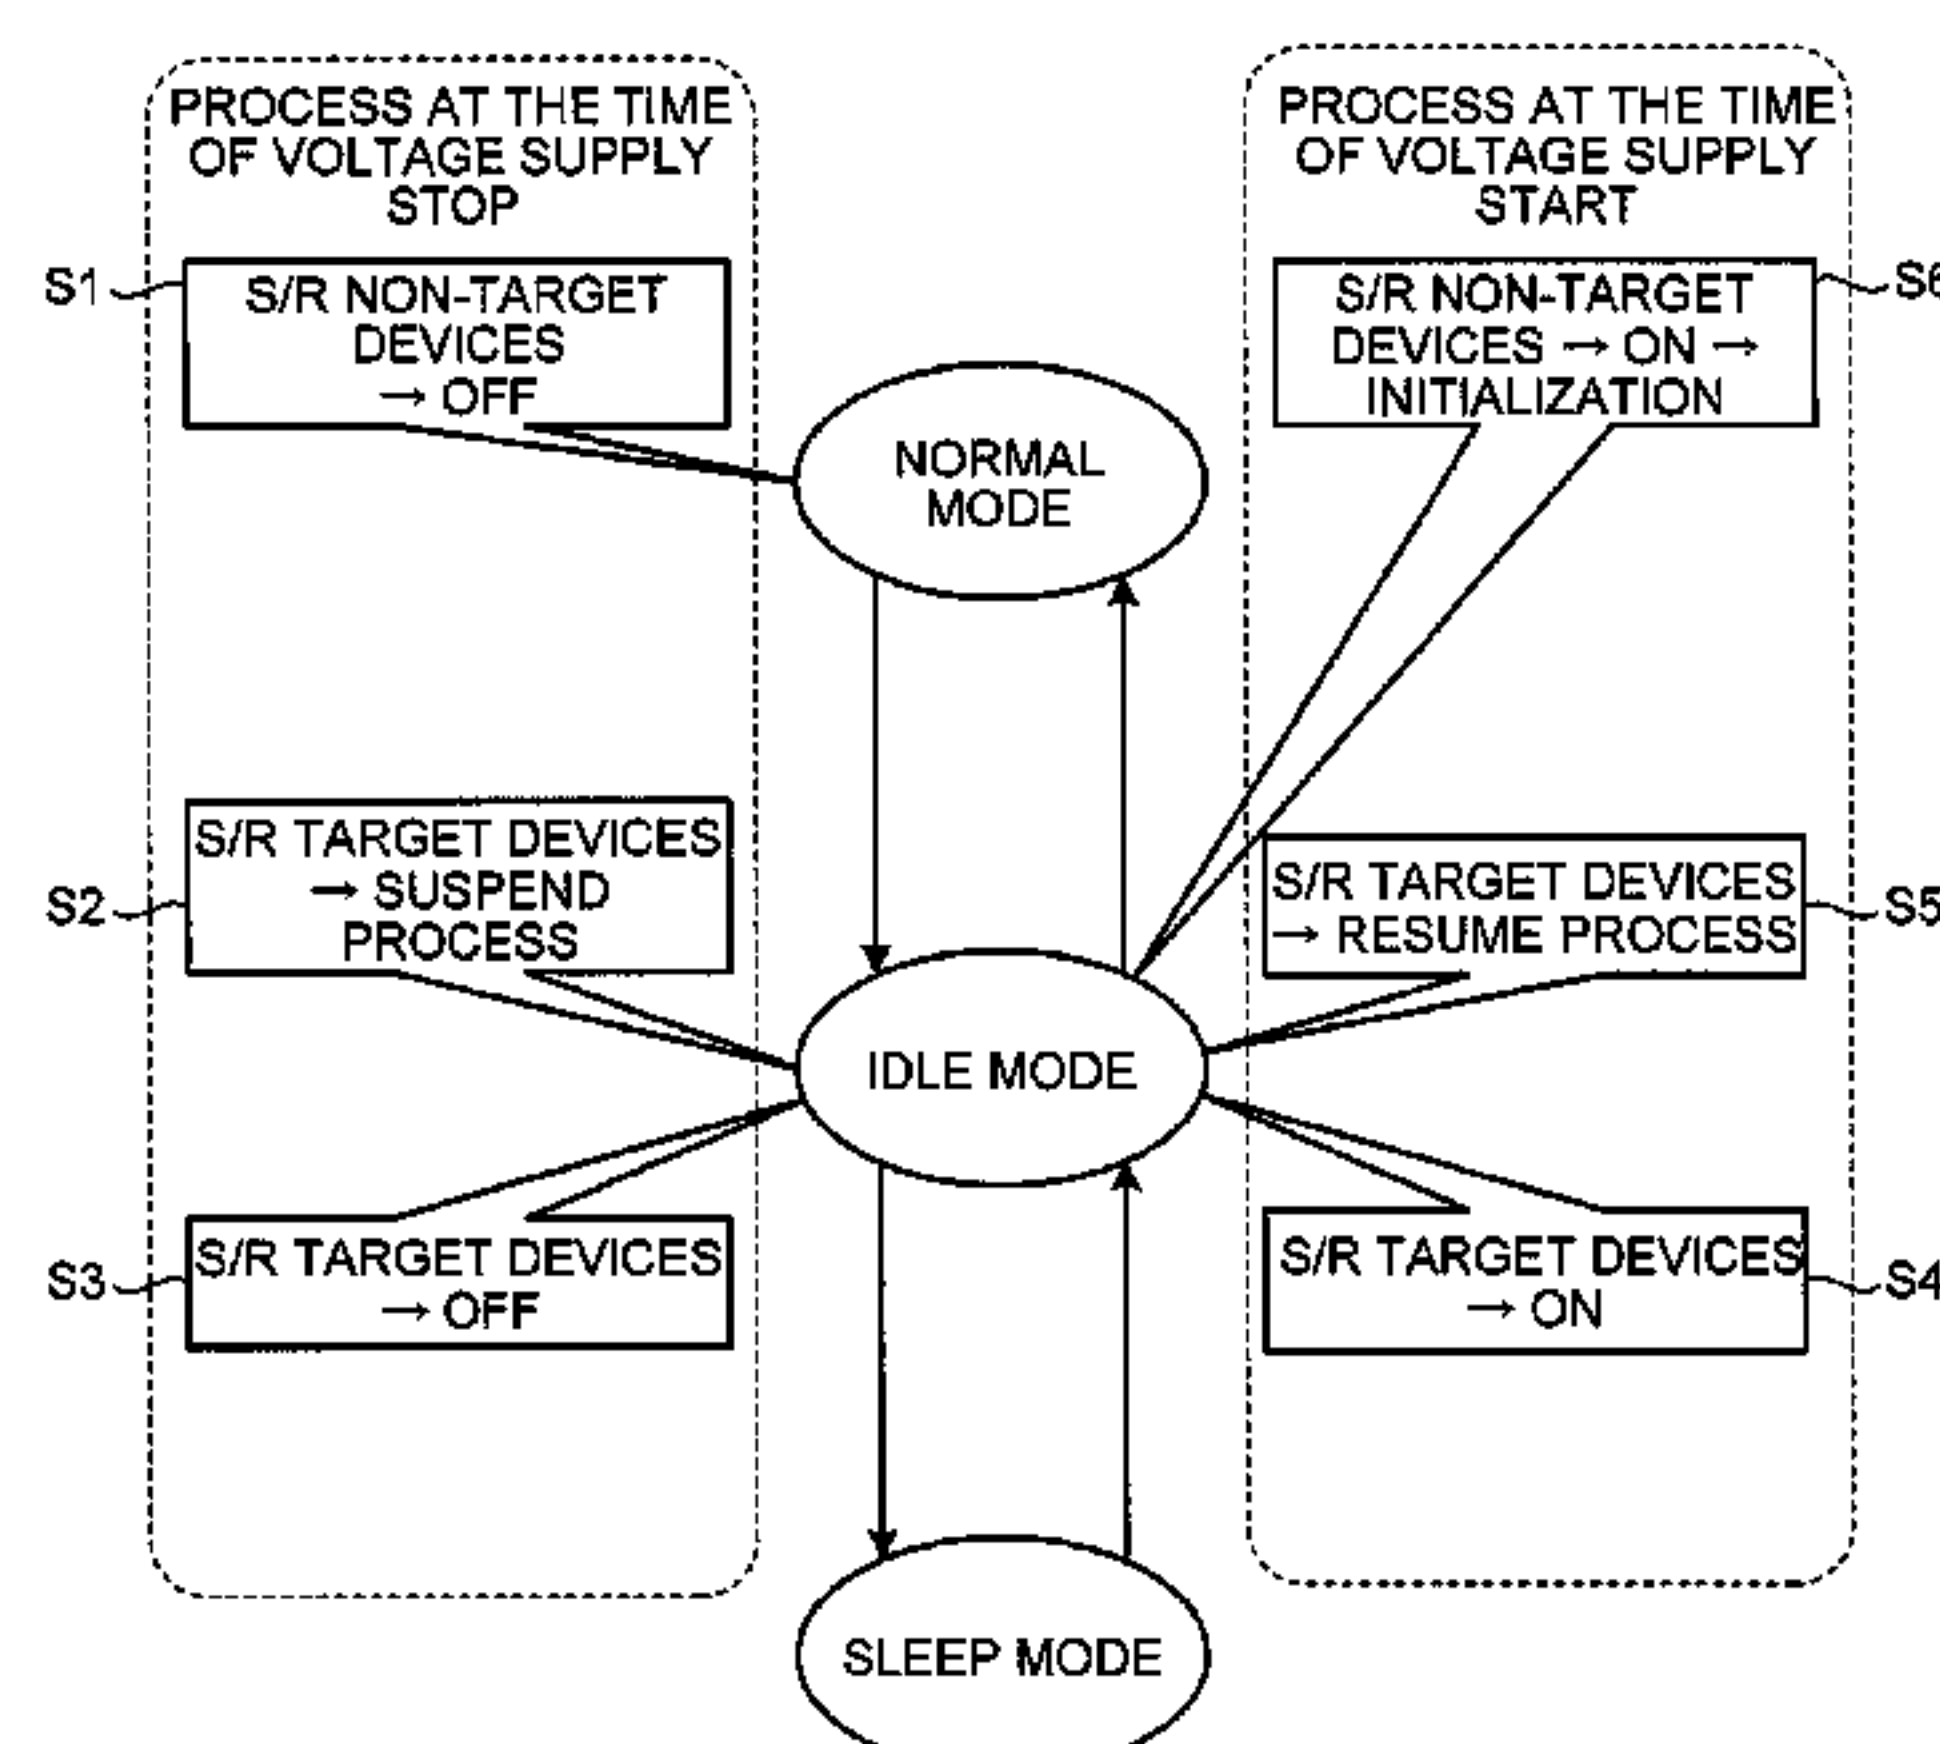 PROCESS AT THE TIME
OF VOLTAGE SUPPLY
STOP
S1
S/R NON-TARGET
DEVICES
→ OFF
S2
S/R TARGET DEVICES
→ SUSPEND
PROCESS
S3
S/R TARGET DEVICES
→ OFF
NORMAL
MODE
IDLE MODE
SLEEP MODE
PROCESS AT THE TIME
OF VOLTAGE SUPPLY
START
S/R NON-TARGET
DEVICES → ON →
INITIALIZATION
S6
S/R TARGET DEVICES
→ RESUME PROCESS
S5
S/R TARGET DEVICES
→ ON
S4